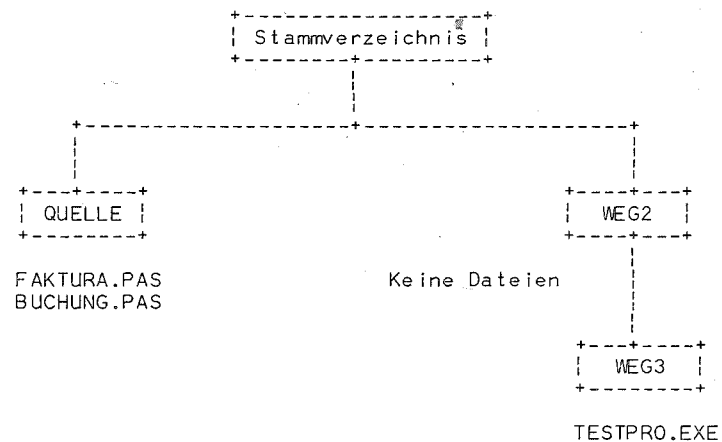 Stammverzeichnis
QUELLE
WEG2
FAKTURA.PAS
BUCHUNG.PAS
Keine Dateien
WEG3
TESTPRO.EXE